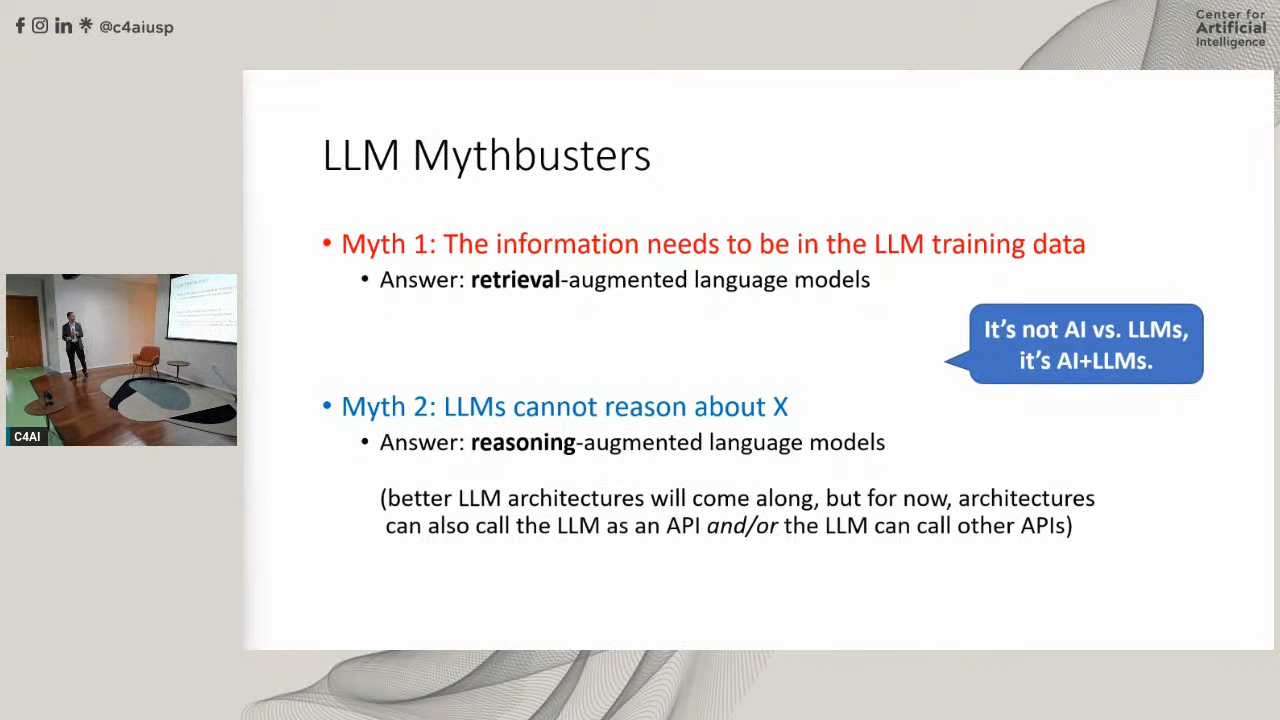 @c4aiusp
Center for
Artificial
Intelligence
LLM Mythbusters
• Myth 1: The information needs to be in the LLM training data
• Answer: retrieval-augmented language models
It’s not AI vs. LLMs,
it’s AI+LLMs.
• Myth 2: LLMs cannot reason about X
• Answer: reasoning-augmented language models
(better LLM architectures will come along, but for now, architectures
can also call the LLM as an API and/or the LLM can call other APIs)
C4AI